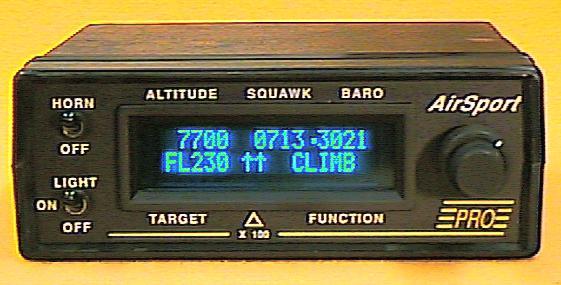 HORN
OFF
LIGHT
ON
OFF
ALTITUDE SQUAWK BARO
7700 0713 3021
FL230 ↑↑ CLIMB
TARGET △ FUNCTION
X 100
AirSport
PRO